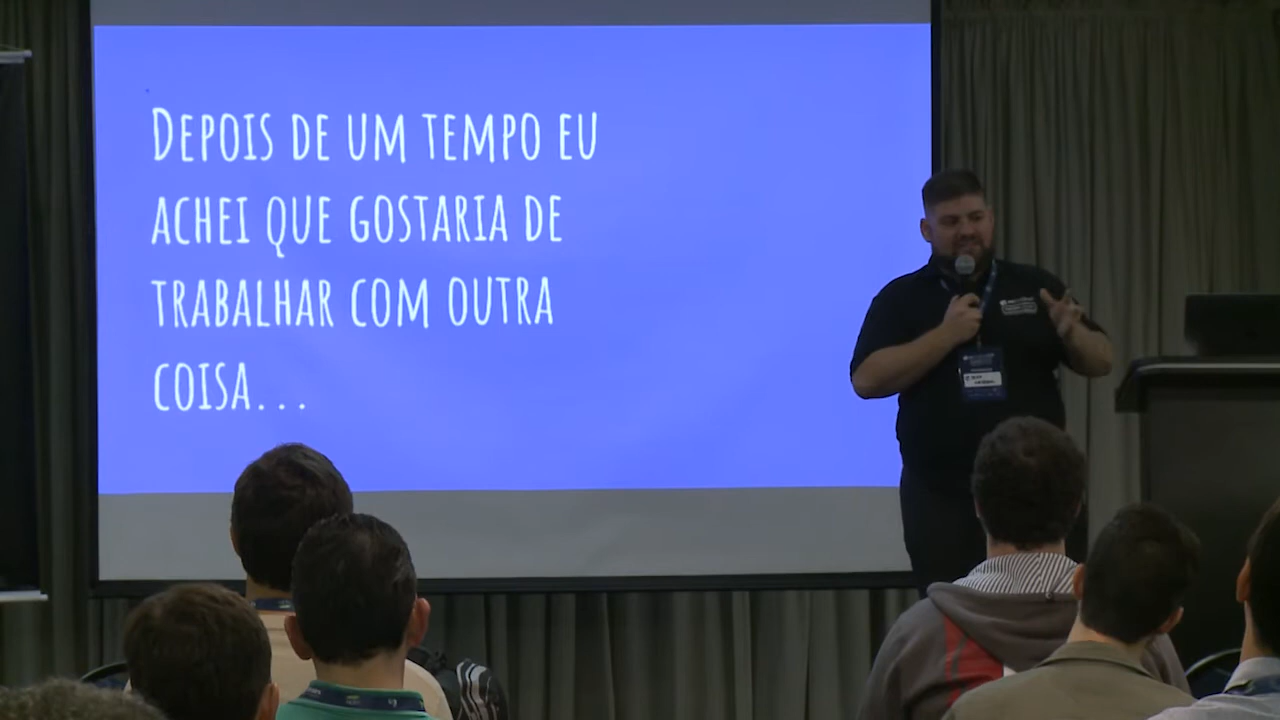 DEPOIS DE UM TEMPO EU
ACHEI QUE GOSTARIA DE
TRABALHAR COM OUTRA
COISA...